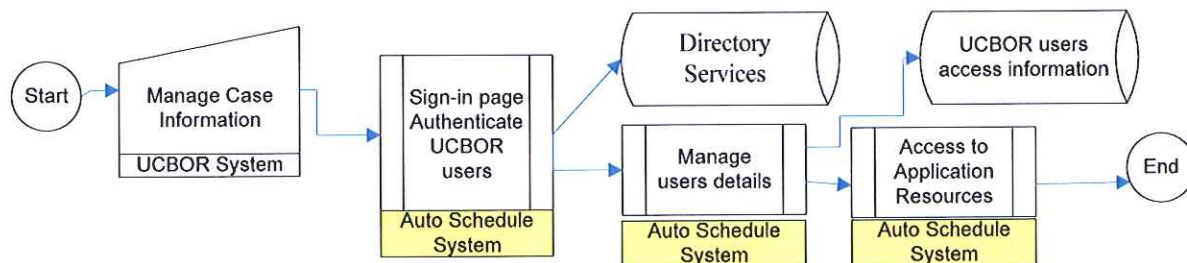 Start
Manage Case
Information
UCBOR System
Sign-in page
Authenticate
UCBOR
users
Auto Schedule
System
Directory
Services
Manage
users details
Auto Schedule
System
UCBOR users
access information
Access to
Application
Resources
Auto Schedule
System
End